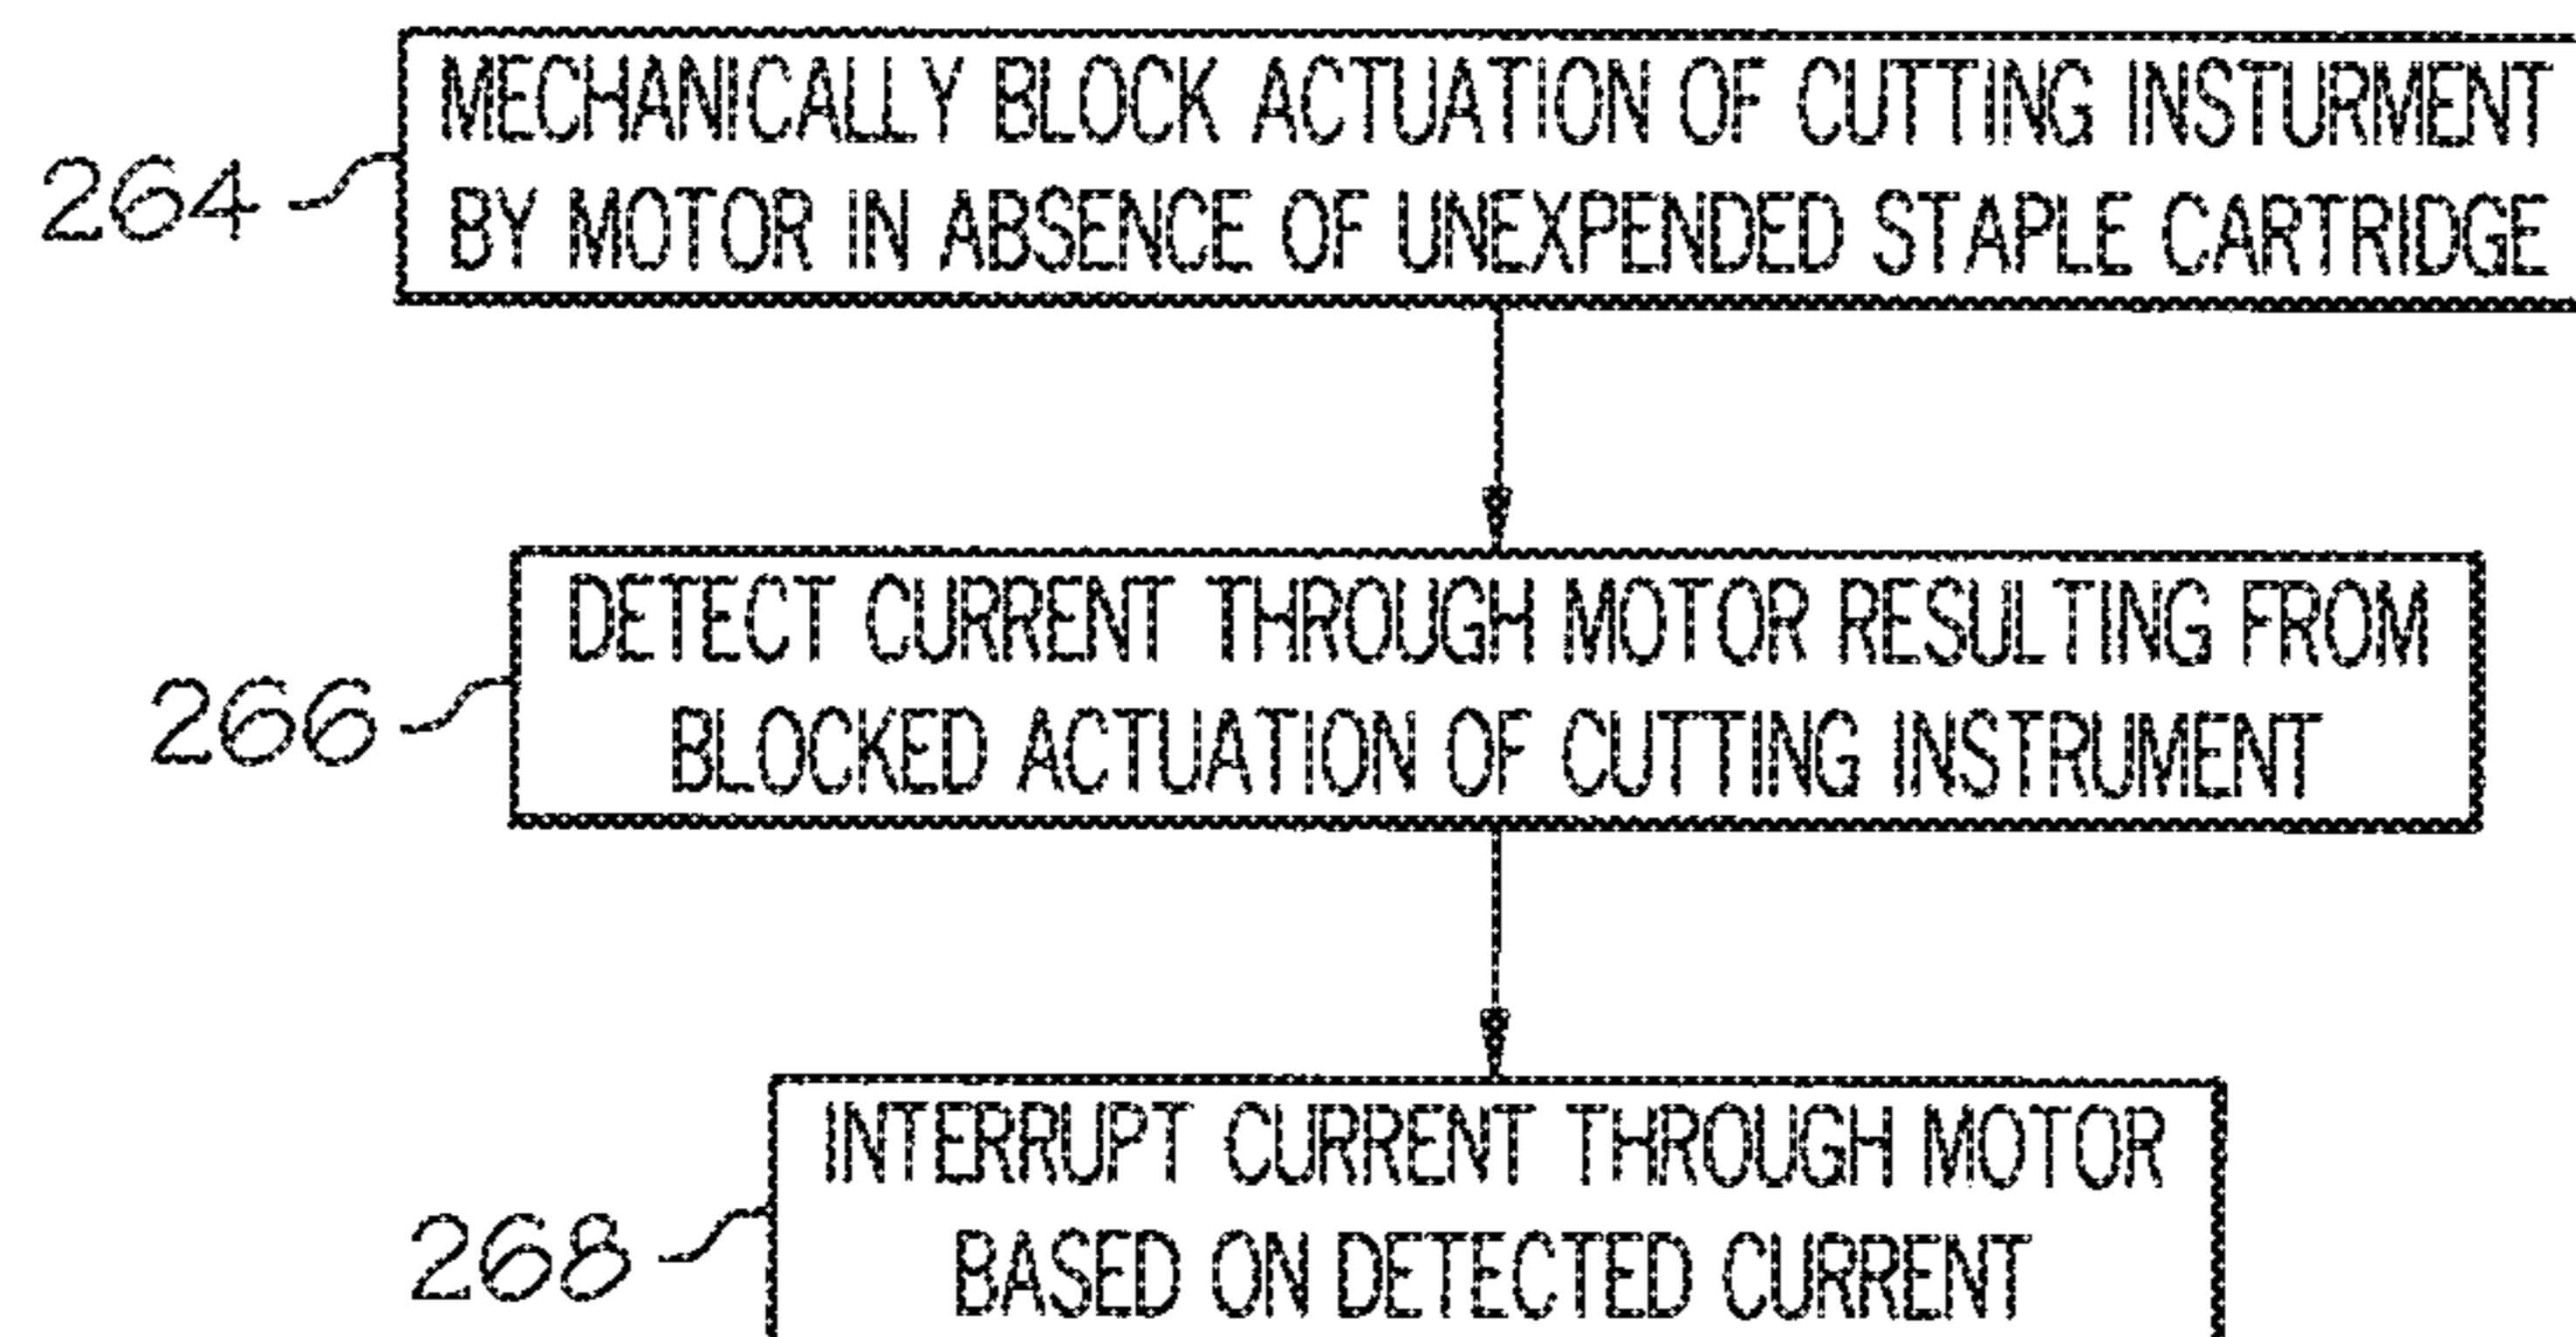 MECHANICALLY BLOCK ACTUATION OF CUTTING INSTURMENT
264
BY MOTOR IN ABSENCE OF UNEXPENDED STAPLE CARTRIDGE
DETECT CURRENT THROUGH MOTOR RESULTING FROM
266
BLOCKED ACTUATION OF CUTTING INSTRUMENT
INTERRUPT CURRENT THROUGH MOTOR
268
BASED ON DETECTED CURRENT